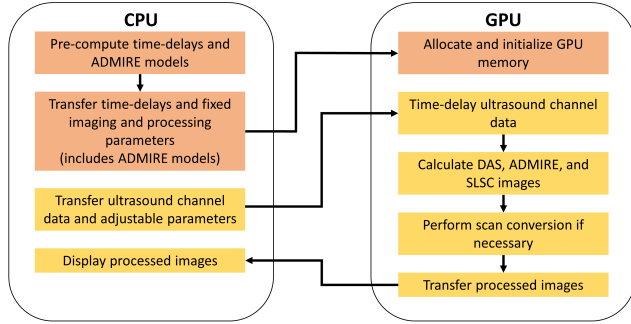 CPU
Pre-compute time-delays and
ADMIRE models
Transfer time-delays and fixed
imaging and processing
parameters
(includes ADMIRE models)
Transfer ultrasound channel
data and adjustable parameters
Display processed images
GPU
Allocate and initialize GPU
memory
Time-delay ultrasound channel
data
Calculate DAS, ADMIRE, and
SLSC images
Perform scan conversion if
necessary
Transfer processed images